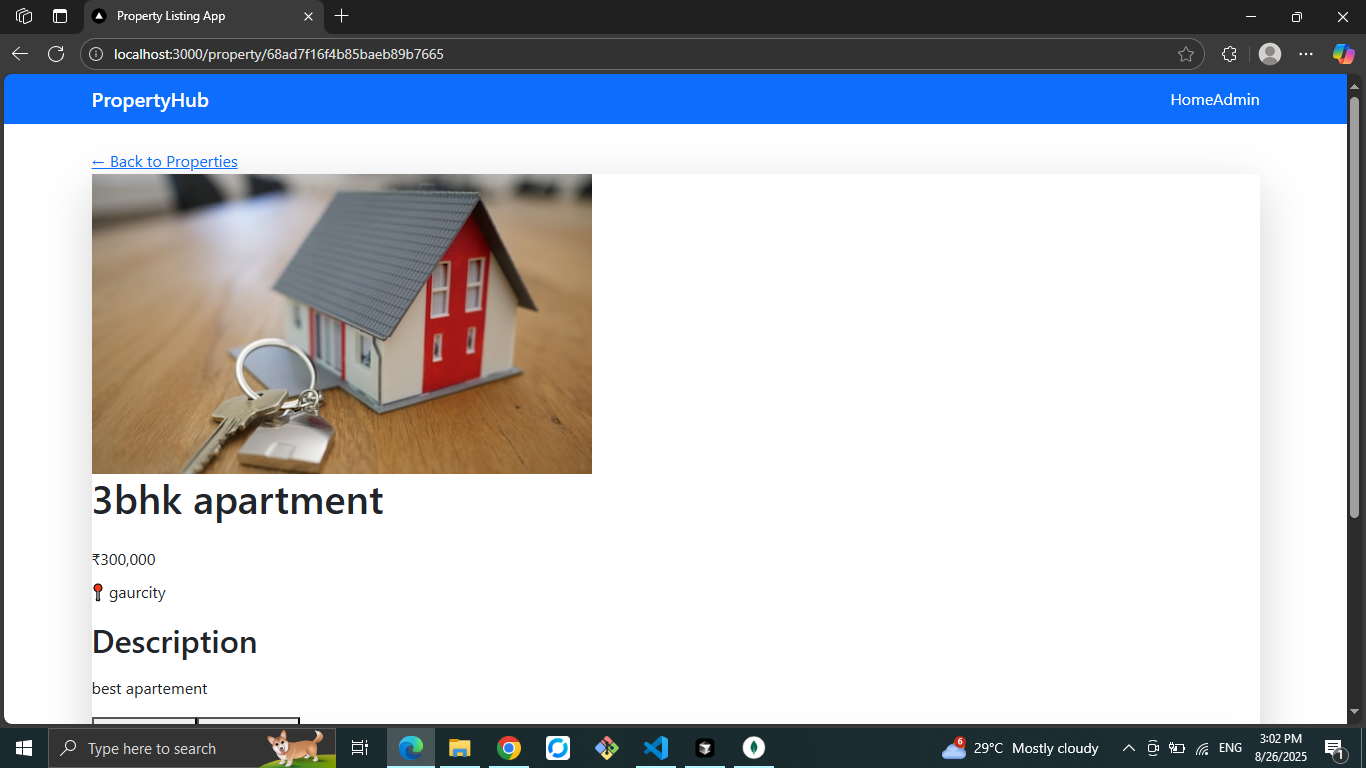 Property Listing App
localhost:3000/property/68ad7f16f4b85baeb89b7665
PropertyHub
HomeAdmin
← Back to Properties
3bhk apartment
₹300,000
📍 gaurcity
Description
best apartement
Type here to search
6
29°C Mostly cloudy
ENG
3:02 PM
8/26/2025
1